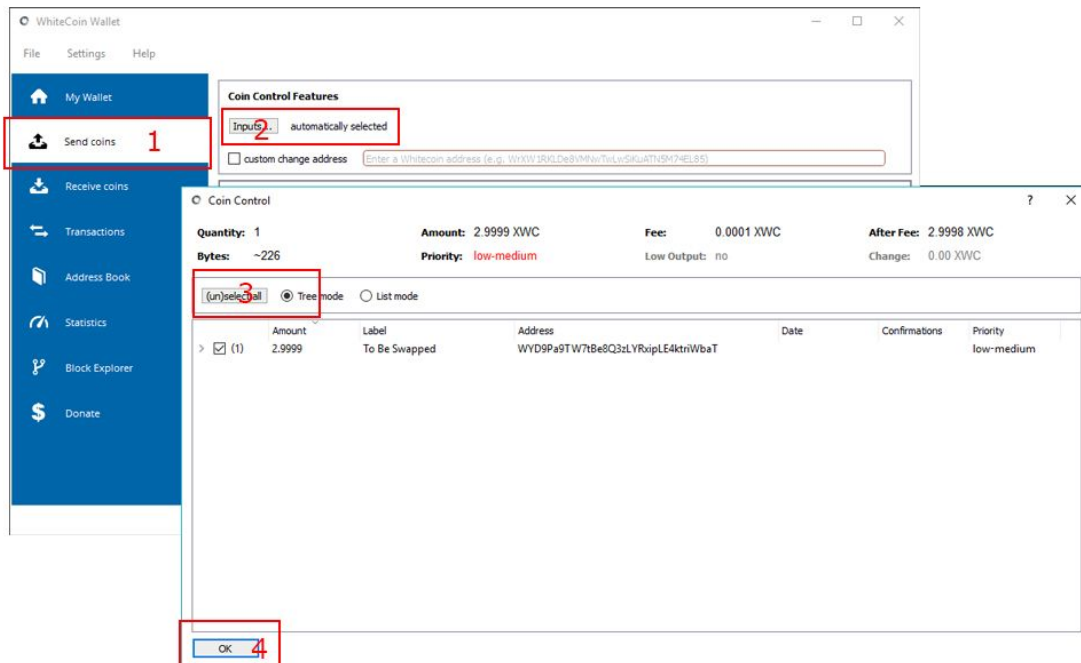 WhiteCoin Wallet
File Settings Help
My Wallet
Send coins 1
Receive coins
Transactions
Address Book
Statistics
Block Explorer
Donate
Coin Control Features
Inputs... 2 automatically selected
custom change address Enter a Whitecoin address (e.g.
Coin Control ?
Quantity: 1 Amount: 2.9999 XWC Fee: 0.0001 XWC After Fee: 2.9998 XWC
Bytes: ~226 Priority: low-medium Low Output: no Change: 0.00 XWC
(un)select all 3 Tree mode List mode
Amount Label Address Date Confirmations Priority
(1) 2.9999 To Be Swapped WYD9Pa9TW7tBe8Q3zLYRxipLE4ktriWbaT low-medium
OK 4